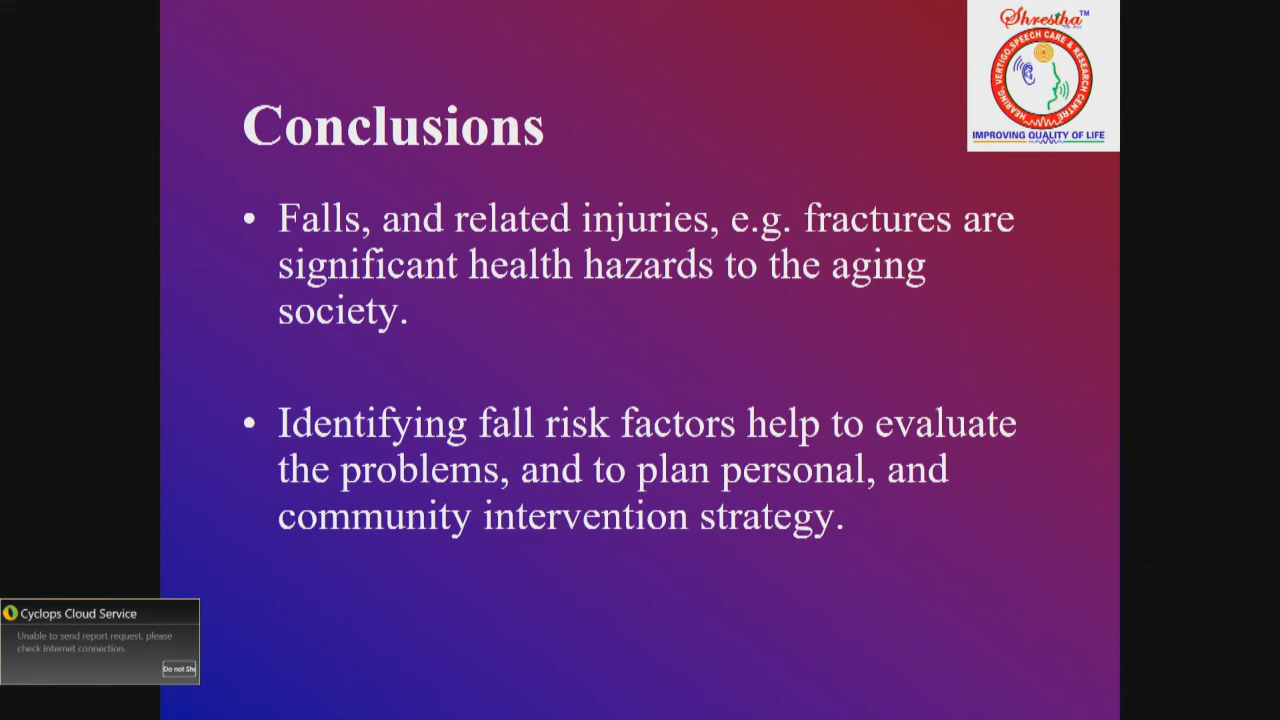 Shrestha™
HEARING, VERTIGO, SPEECH CARE & RESEARCH CENTRE
IMPROVING QUALITY OF LIFE
Conclusions
• Falls, and related injuries, e.g. fractures are
significant health hazards to the aging
society.
• Identifying fall risk factors help to evaluate
the problems, and to plan personal, and
community intervention strategy.
Cyclops Cloud Service
Unable to send report request, please
check internet connection.
Do not Sh